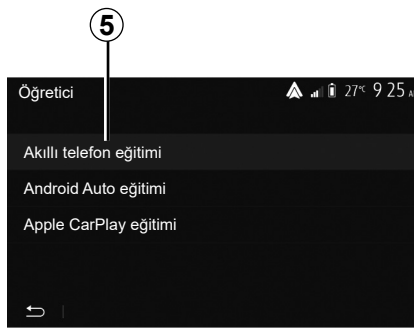 5
Öğretici 27°C 9 25
Akıllı telefon eğitimi
Android Auto eğitimi
Apple CarPlay eğitimi